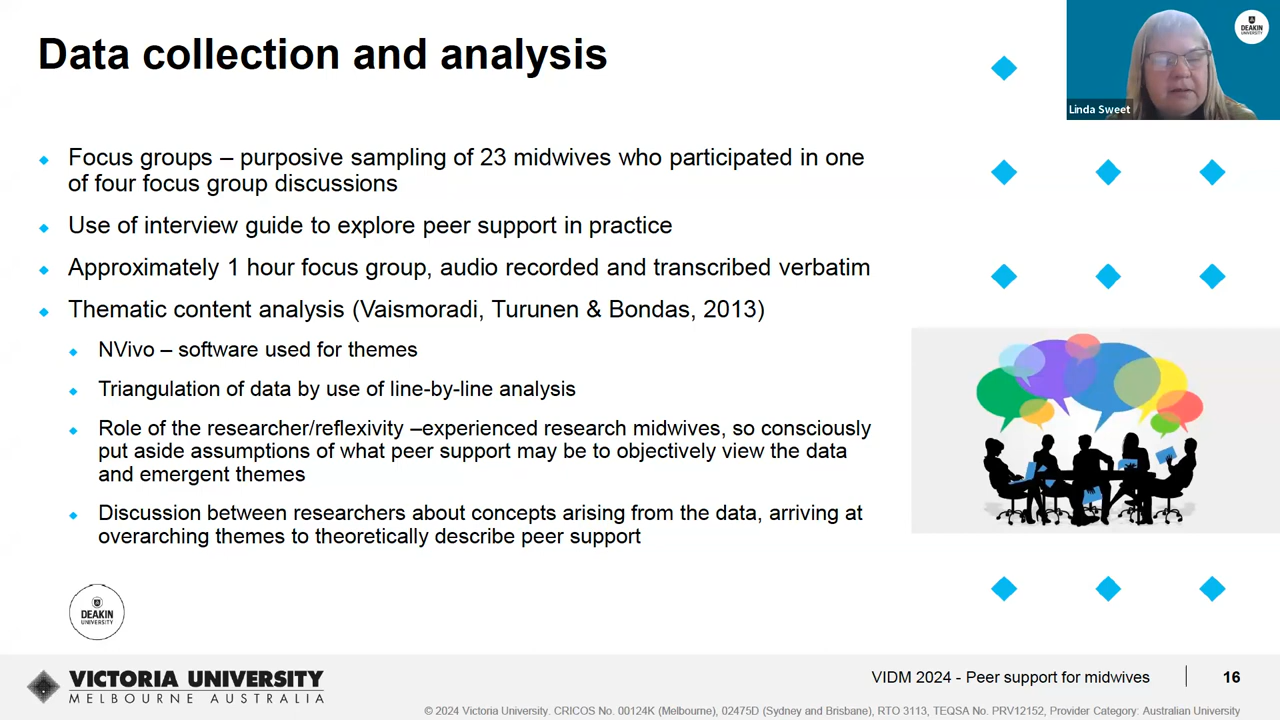 Data collection and analysis
DEAKIN
UNIVERSITY
Linda Sweet
Focus groups – purposive sampling of 23 midwives who participated in one
of four focus group discussions
Use of interview guide to explore peer support in practice
Approximately 1 hour focus group, audio recorded and transcribed verbatim
Thematic content analysis (Vaismoradi, Turunen & Bondas, 2013)
NVivo – software used for themes
Triangulation of data by use of line-by-line analysis
Role of the researcher/reflexivity –experienced research midwives, so consciously
put aside assumptions of what peer support may be to objectively view the data
and emergent themes
Discussion between researchers about concepts arising from the data, arriving at
overarching themes to theoretically describe peer support
DEAKIN
UNIVERSITY
VICTORIA UNIVERSITY
MELBOURNE AUSTRALIA
VIDM 2024 - Peer support for midwives
16
© 2024 Victoria University. CRICOS No. 00124K (Melbourne), 02475D (Sydney and Brisbane), RTO 3113, TEQSA No. PRV12152, Provider Category: Australian University